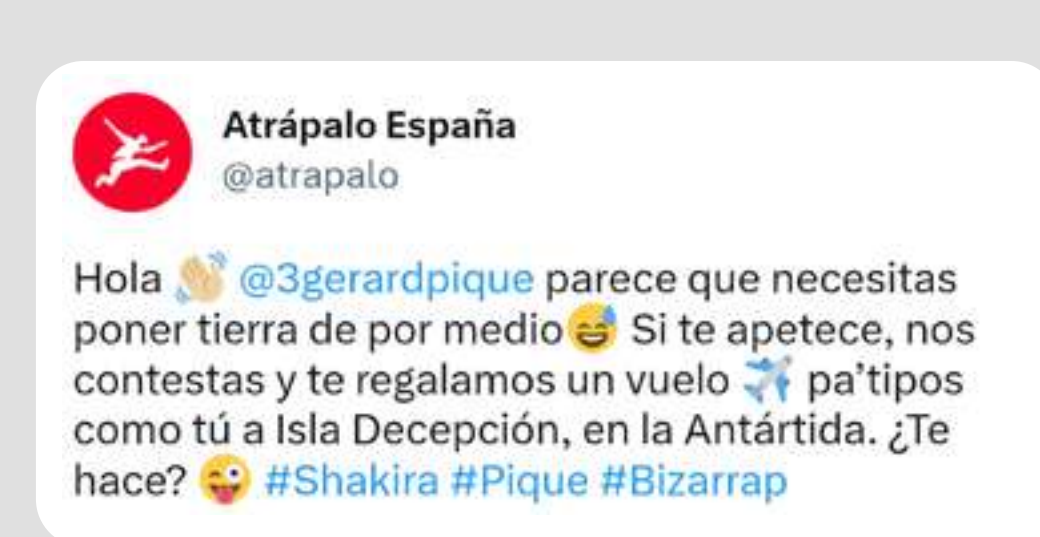 Atrápalo España
@atrapalo
Hola 👋🏼 @3gerardpique parece que necesitas
poner tierra de por medio😅 Si te apetece, nos
contestas y te regalamos un vuelo ✈️ pa’tipos
como tú a Isla Decepción, en la Antártida. ¿Te
hace? 😜 #Shakira #Pique #Bizarrap